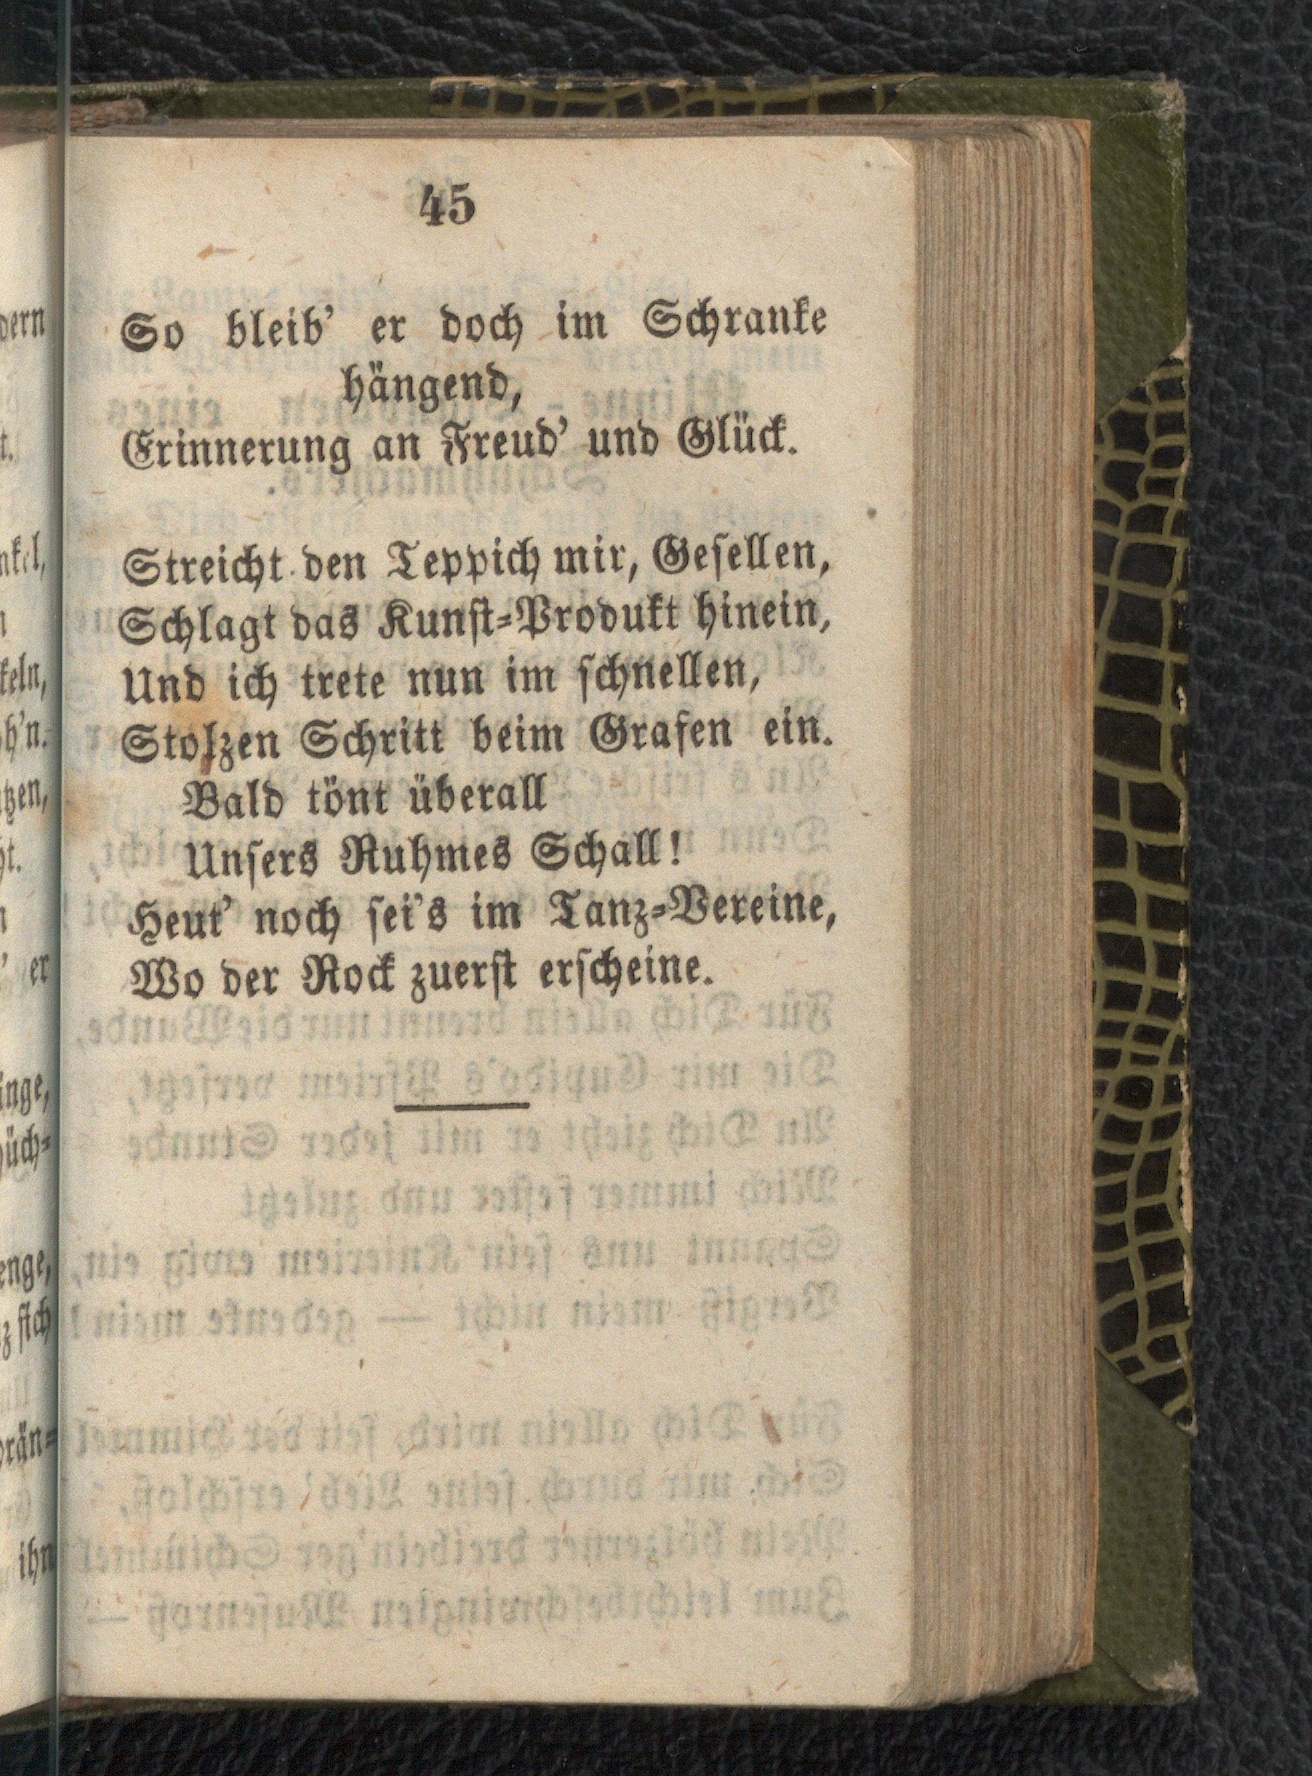 45
So bleib' er doch im Schranke
hängend,
Erinnerung an Freud' und Glück.
Streicht den Teppich mir, Gesellen,
Schlagt das Kunst-Produkt hinein,
Und ich trete nun im schnellen,
Stolzen Schritt beim Grafen ein.
Bald tönt überall
Unsers Ruhmes Schall!
Heut' noch sei's im Tanz-Vereine,
Wo der Rock zuerst erscheine.